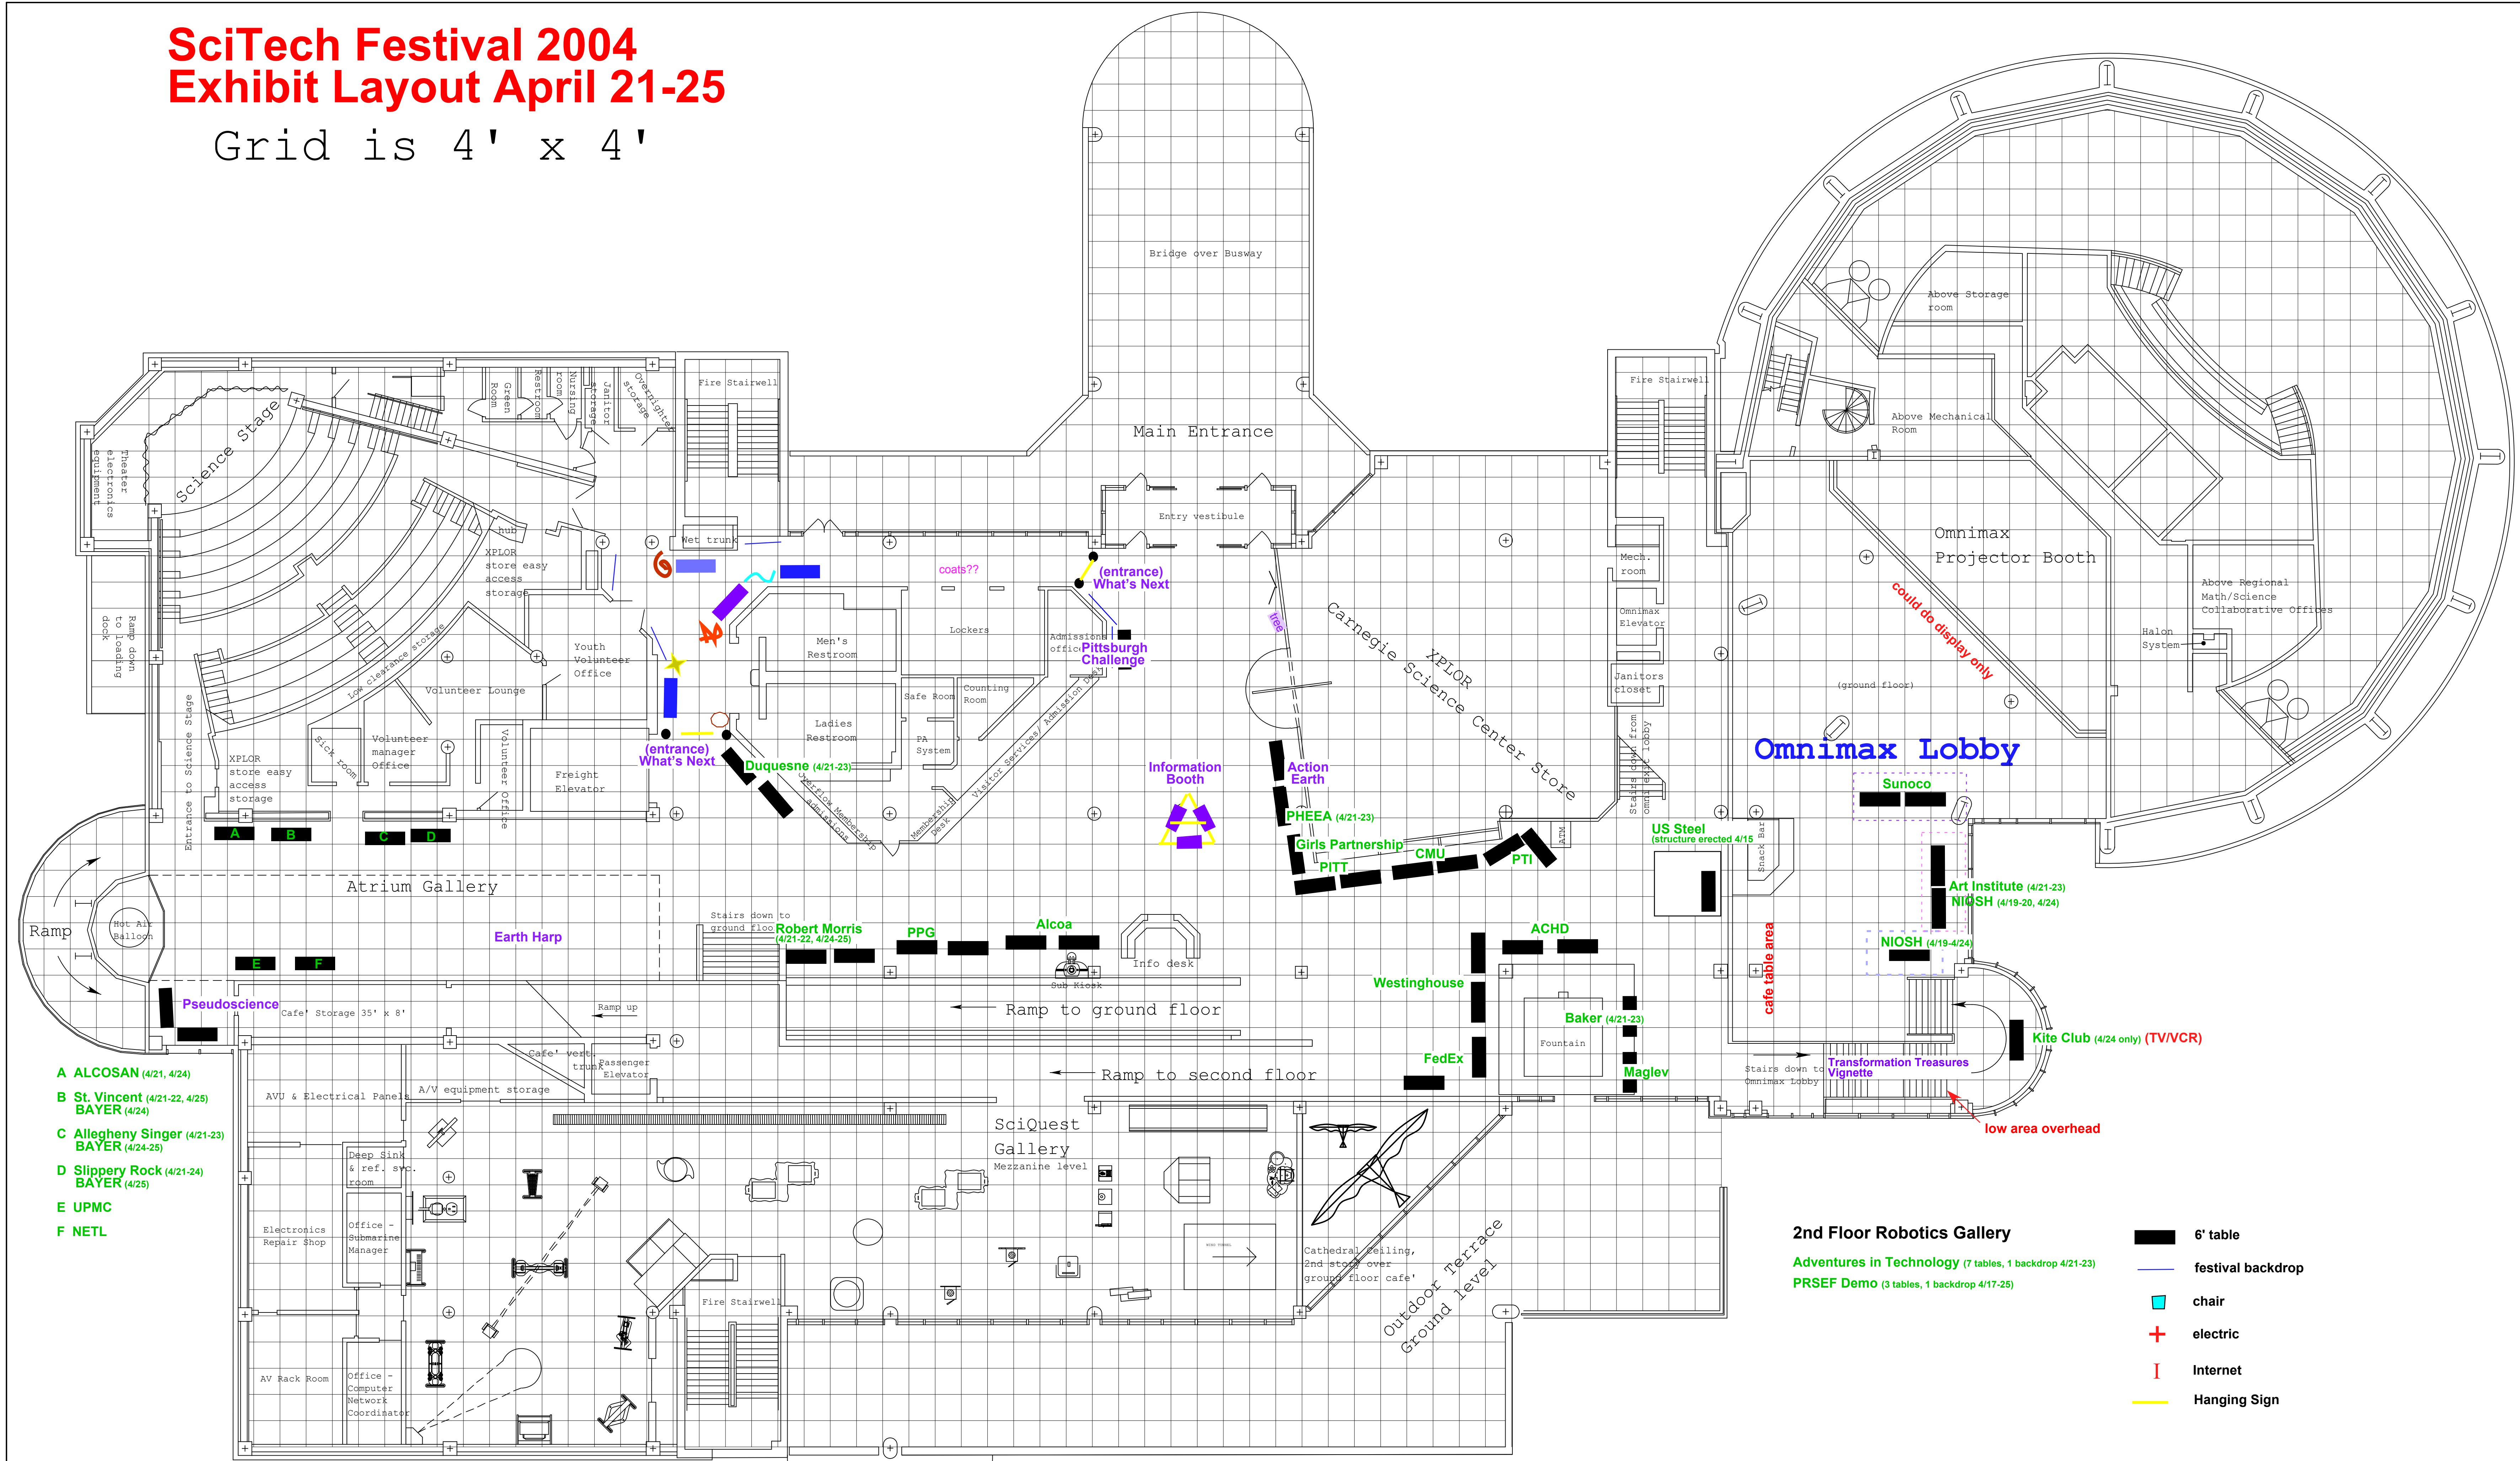 SciTech Festival 2004
Exhibit Layout April 21-25
Grid is 4' x 4'
Bridge over Busway
Main Entrance
Entry vestibule
Fire Stairwell
Fire Stairwell
Science Stage
Theater
electronics
equipment
Green
Room
Restroom
Nursing
room
Janitor
storage
Overnighter
storage
hub
XPLOR
store easy
access
storage
Wet trunk
coats??
(entrance)
What's Next
Ramp down
to loading
dock
Low clearance storage
Youth
Volunteer
Office
Volunteer Lounge
Men's
Restroom
Lockers
Admissions
office
Pittsburgh
Challenge
tree
Safe Room
Counting
Room
Ladies
Restroom
PA
System
Visitor Services/Admission Desk
Membership
Desk
Overflow Membership
admissions
Entrance to Science Stage
XPLOR
store easy
access
storage
Sick room
Volunteer
manager
Office
Volunteer Office
Freight
Elevator
(entrance)
What's Next
Duquesne (4/21-23)
Information
Booth
Action
Earth
PHEEA (4/21-23)
Girls Partnership
PITT
CMU
PTI
ATM
XPLOR
Carnegie Science Center Store
Mech.
room
Omnimax
Elevator
Janitors
closet
Stairs down from
omni exit lobby
US Steel
(structure erected 4/15
Snack Bar
Above Storage
room
Above Mechanical
Room
Omnimax
Projector Booth
Above Regional
Math/Science
Collaborative Offices
Halon
System
could do display only
(ground floor)
Omnimax Lobby
Sunoco
Art Institute (4/21-23)
NIOSH (4/19-20, 4/24)
NIOSH (4/19-4/24)
cafe table area
Kite Club (4/24 only) (TV/VCR)
Transformation Treasures
Vignette
Stairs down to
Omnimax Lobby
low area overhead
A
B
C
D
Atrium Gallery
Ramp
Hot Air
Balloon
Earth Harp
E
F
Pseudoscience
Cafe' Storage 35' x 8'
Stairs down to
ground floor
Robert Morris
(4/21-22, 4/24-25)
PPG
Alcoa
Info desk
Sub Kiosk
Ramp up
Ramp to ground floor
Ramp to second floor
ACHD
Westinghouse
Baker (4/21-23)
Fountain
FedEx
Maglev
Cafe' vert.
trunk
Passenger
Elevator
A/V equipment storage
AVU & Electrical Panels
A ALCOSAN (4/21, 4/24)
B St. Vincent (4/21-22, 4/25)
BAYER (4/24)
C Allegheny Singer (4/21-23)
BAYER (4/24-25)
D Slippery Rock (4/21-24)
BAYER (4/25)
E UPMC
F NETL
SciQuest
Gallery
Mezzanine level
Deep Sink
& ref. syc.
room
Electronics
Repair Shop
Office -
Submarine
Manager
AV Rack Room
Office -
Computer
Network
Coordinator
Fire Stairwell
Cathedral Ceiling,
2nd story over
ground floor cafe'
Outdoor Terrace
Ground level
2nd Floor Robotics Gallery
Adventures in Technology (7 tables, 1 backdrop 4/21-23)
PRSEF Demo (3 tables, 1 backdrop 4/17-25)
6' table
festival backdrop
chair
electric
Internet
Hanging Sign